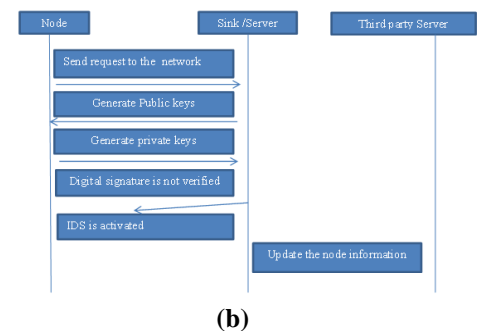 Node
Sink /Server
Third party Server
Send request to the network
Generate Public keys
Generate private keys
Digital signature is not verified
IDS is activated
Update the node information
(b)